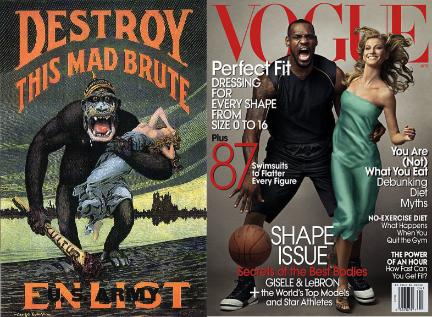 DESTROY
THIS MAD BRUTE
KULTUR
ENLIST
VOGUE
Perfect Fit
DRESSING
FOR
EVERY SHAPE
FROM
SIZE 0 TO 16
Plus
87
Swimsuits
to Flatter
Every Figure
You Are
(Not)
What You Eat
Debunking
Diet
Myths
NO-EXERCISE DIET
What Happens
When You
Quit the Gym
THE POWER
OF AN HOUR
How Fast Can
You Get Fit?
SHAPE
ISSUE
Secrets of the Best Bodies
GISELE & LEBRON
+ the World's Top Models
and Star Athletes